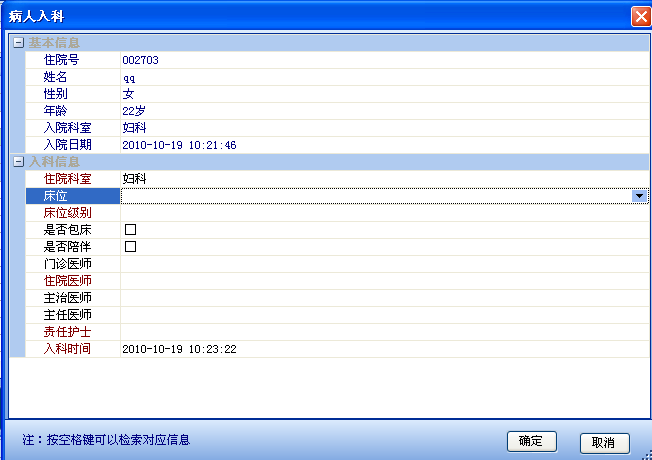 病人入科
基本信息
住院号 002703
姓名 qq
性别 女
年龄 22岁
入院科室 妇科
入院日期 2010-10-19 10:21:46
入科信息
住院科室 妇科
床位
床位级别
是否包床
是否陪伴
门诊医师
住院医师
主治医师
主任医师
责任护士
入科时间 2010-10-19 10:23:22
注：按空格键可以检索对应信息
确定 取消